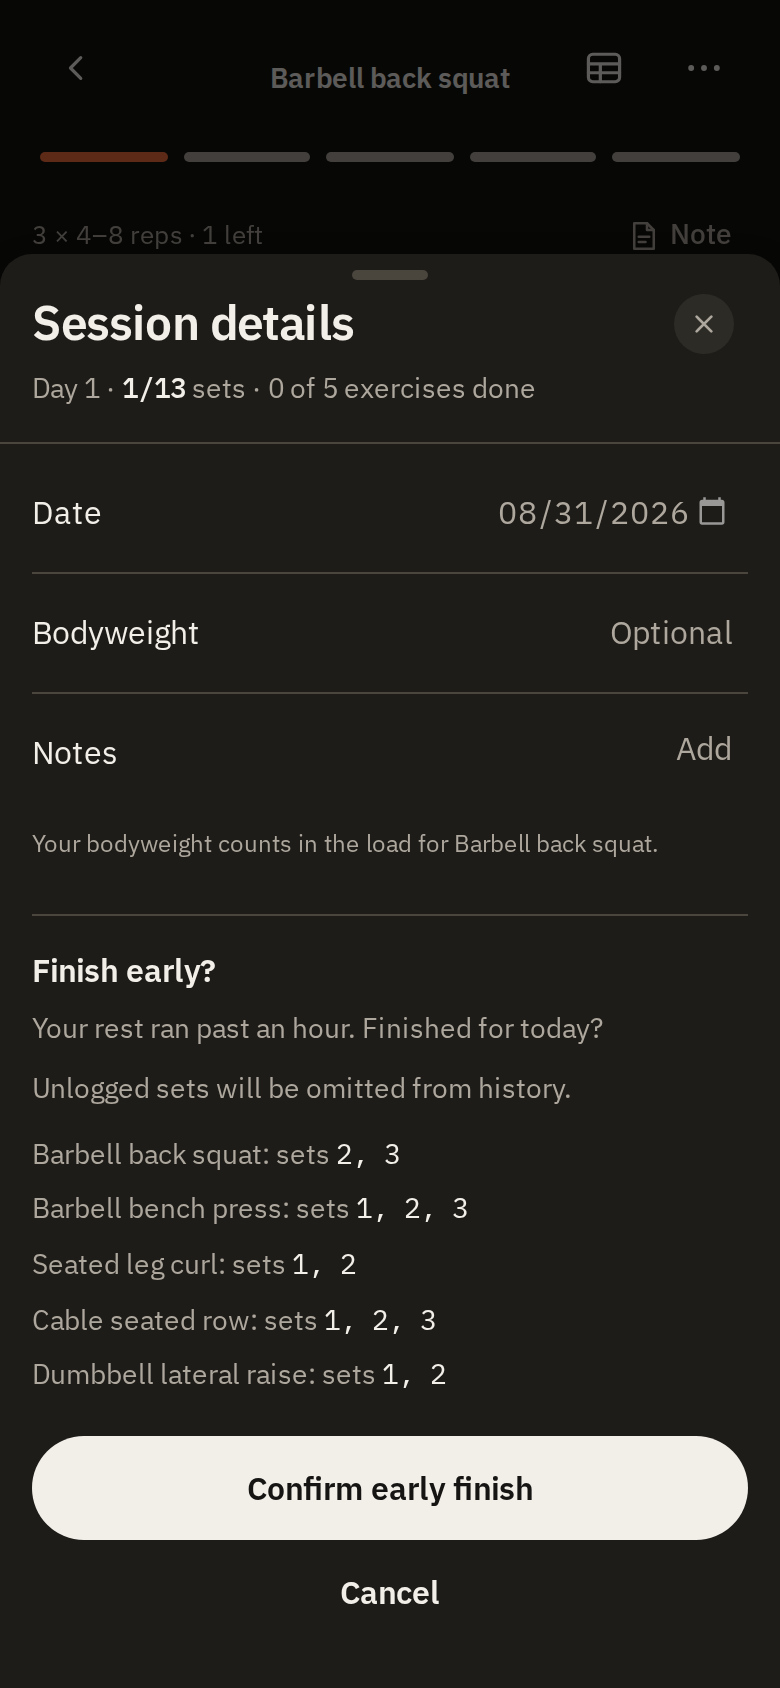 Barbell back squat
3 × 4–8 reps · 1 left
Note
Session details
Day 1 · 1/13 sets · 0 of 5 exercises done
Date
08/31/2026
Bodyweight
Optional
Notes
Add
Your bodyweight counts in the load for Barbell back squat.
Finish early?
Your rest ran past an hour. Finished for today?
Unlogged sets will be omitted from history.
Barbell back squat: sets 2, 3
Barbell bench press: sets 1, 2, 3
Seated leg curl: sets 1, 2
Cable seated row: sets 1, 2, 3
Dumbbell lateral raise: sets 1, 2
Confirm early finish
Cancel